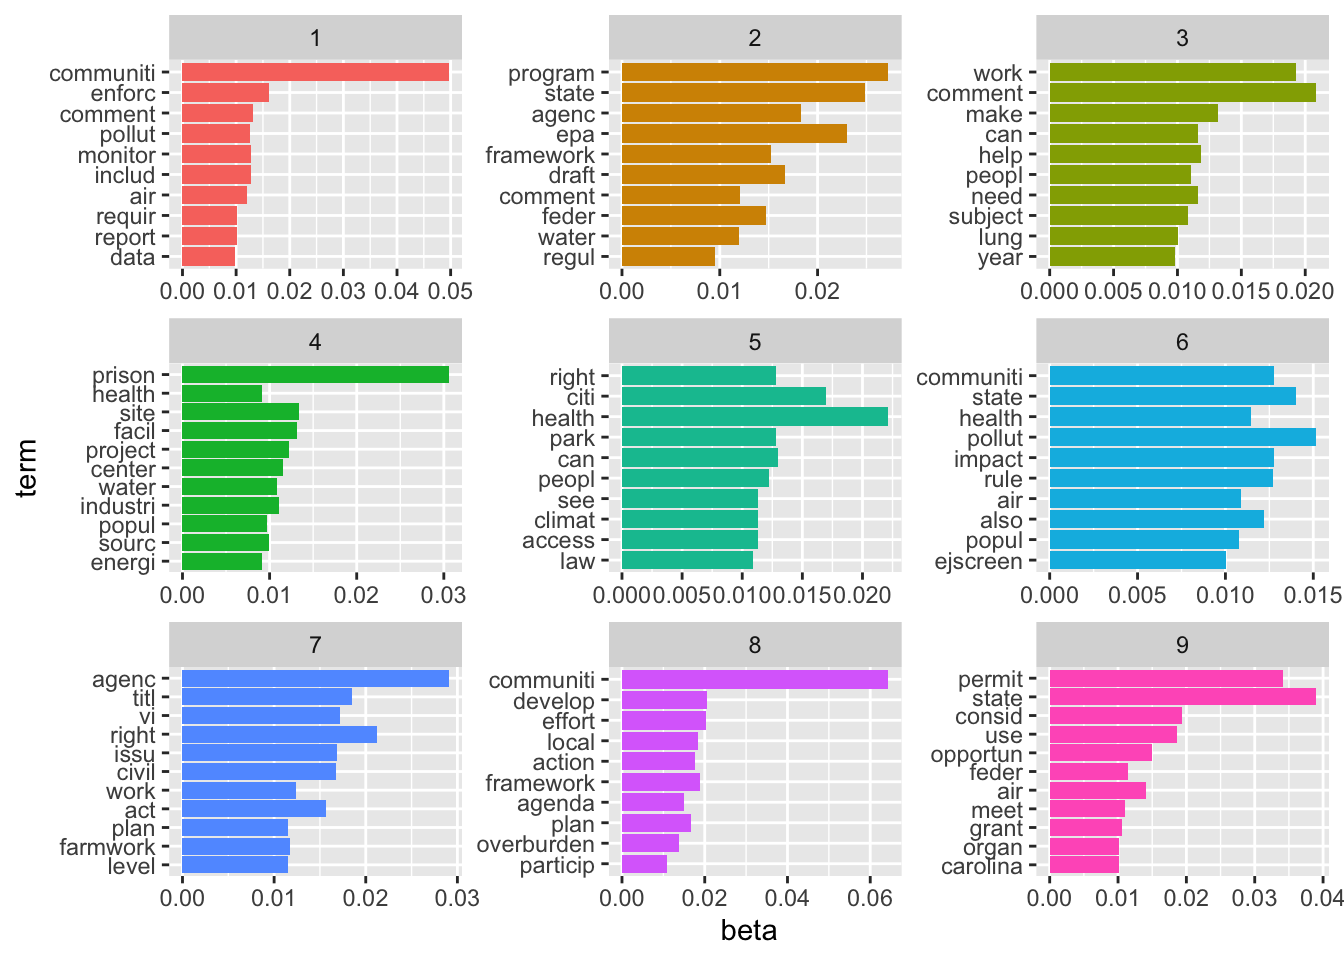 1
communiti
enforc
comment
pollut
monitor
includ
air
requir
report
data
0.00 0.01 0.02 0.03 0.04 0.05
2
program
state
agenc
epa
framework
draft
comment
feder
water
regul
0.00 0.01 0.02
3
work
comment
make
can
help
peopl
need
subject
lung
year
0.000 0.005 0.010 0.015 0.020
term
4
prison
health
site
facil
project
center
water
industri
popul
sourc
energi
0.00 0.01 0.02 0.03
5
right
citi
health
park
can
peopl
see
climat
access
law
0.000 0.005 0.010 0.015 0.020
6
communiti
state
health
pollut
impact
rule
air
also
popul
ejscreen
0.000 0.005 0.010 0.015
7
agenc
titl
vi
right
issu
civil
work
act
plan
farmwork
level
0.00 0.01 0.02 0.03
8
communiti
develop
effort
local
action
framework
agenda
plan
overburden
particip
0.00 0.02 0.04 0.06
9
permit
state
consid
use
opportun
feder
air
meet
grant
organ
carolina
0.00 0.01 0.02 0.03 0.04
beta